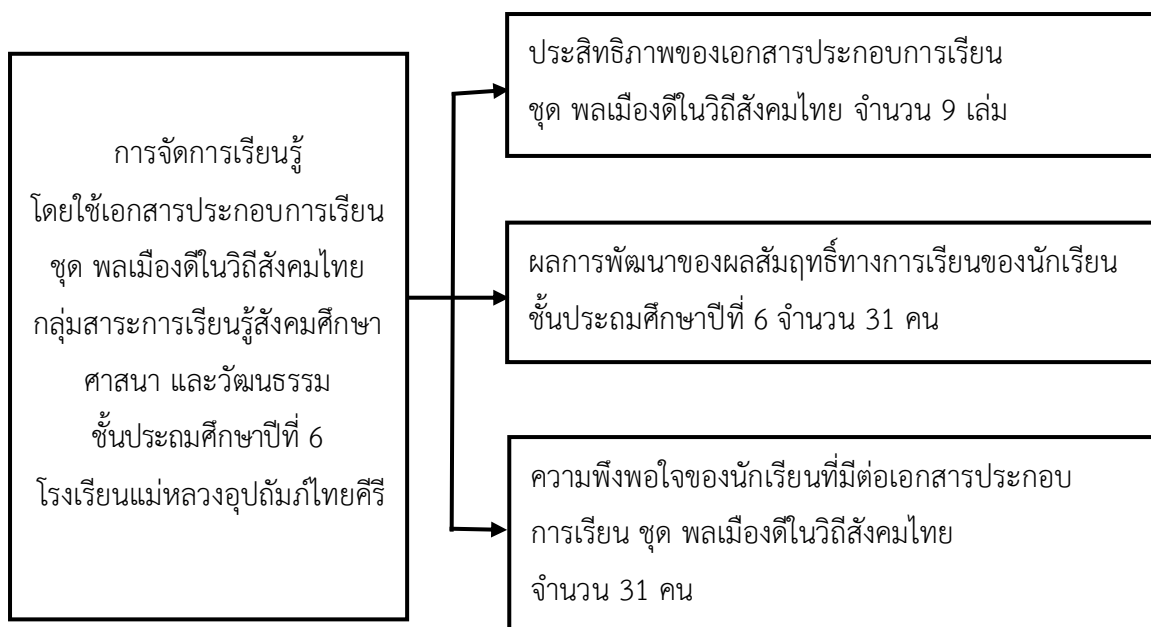 การจัดการเรียนรู้
โดยใช้เอกสารประกอบการเรียน
ชุด พลเมืองดีในวิถีสังคมไทย
กลุ่มสาระการเรียนรู้สังคมศึกษา
ศาสนา และวัฒนธรรม
ชั้นประถมศึกษาปีที่ 6
โรงเรียนแม่หลวงอุปถัมภ์ไทยคีรี
ประสิทธิภาพของเอกสารประกอบการเรียน
ชุด พลเมืองดีในวิถีสังคมไทย จำนวน 9 เล่ม
ผลการพัฒนาของผลสัมฤทธิ์ทางการเรียนของนักเรียน
ชั้นประถมศึกษาปีที่ 6 จำนวน 31 คน
ความพึงพอใจของนักเรียนที่มีต่อเอกสารประกอบ
การเรียน ชุด พลเมืองดีในวิถีสังคมไทย
จำนวน 31 คน